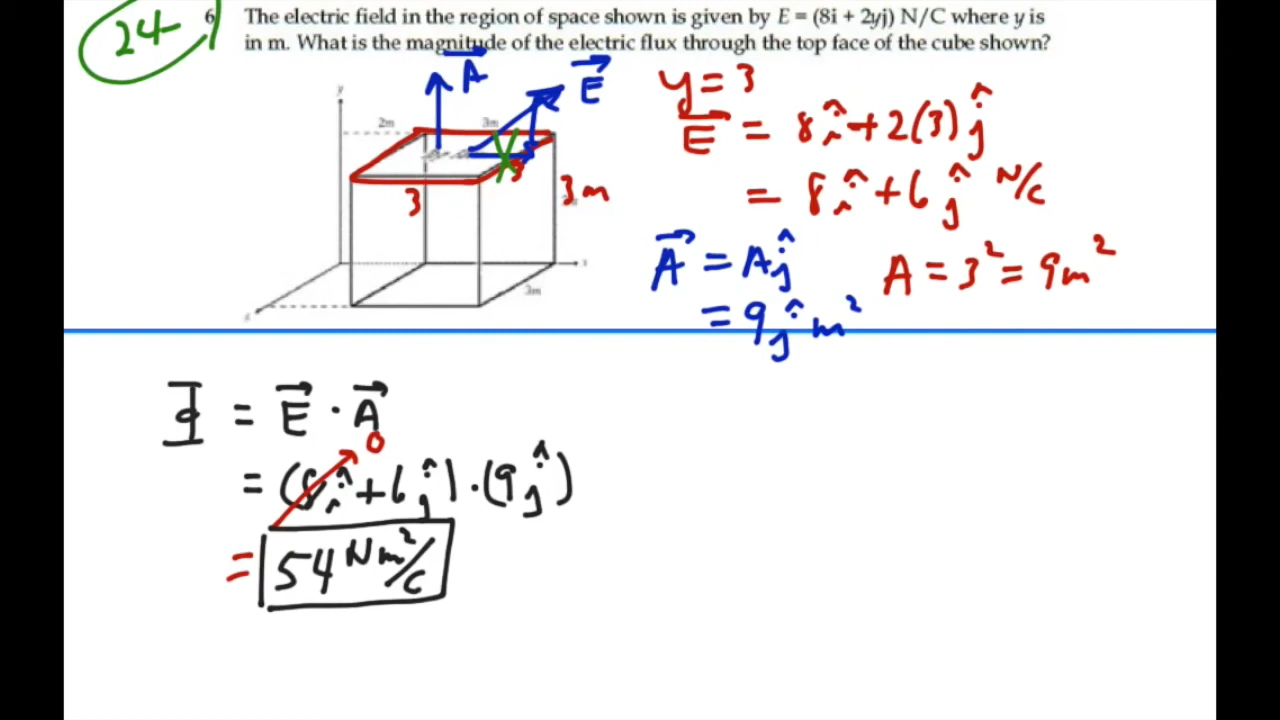 24
6 The electric field in the region of space shown is given by E = (8i + 2yj) N/C where y is
in m. What is the magnitude of the electric flux through the top face of the cube shown?
A⃗
E⃗
y
2m
3m
3
3
3m
x
3m
y = 3
E⃗ = 8î + 2(3)ĵ
= 8î + 6ĵ N/C
A⃗ = Aĵ
A = 3² = 9m²
= 9ĵ m²
Φ = E⃗ · A⃗
0
= (8î + 6ĵ) · (9ĵ)
= 54 Nm²/C